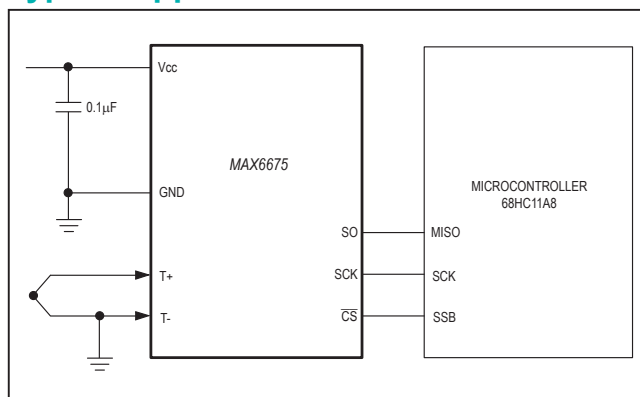 Vcc
0.1µF
MAX6675
GND
MICROCONTROLLER
68HC11A8
SO
MISO
SCK
SCK
T+
T-
CS
SSB